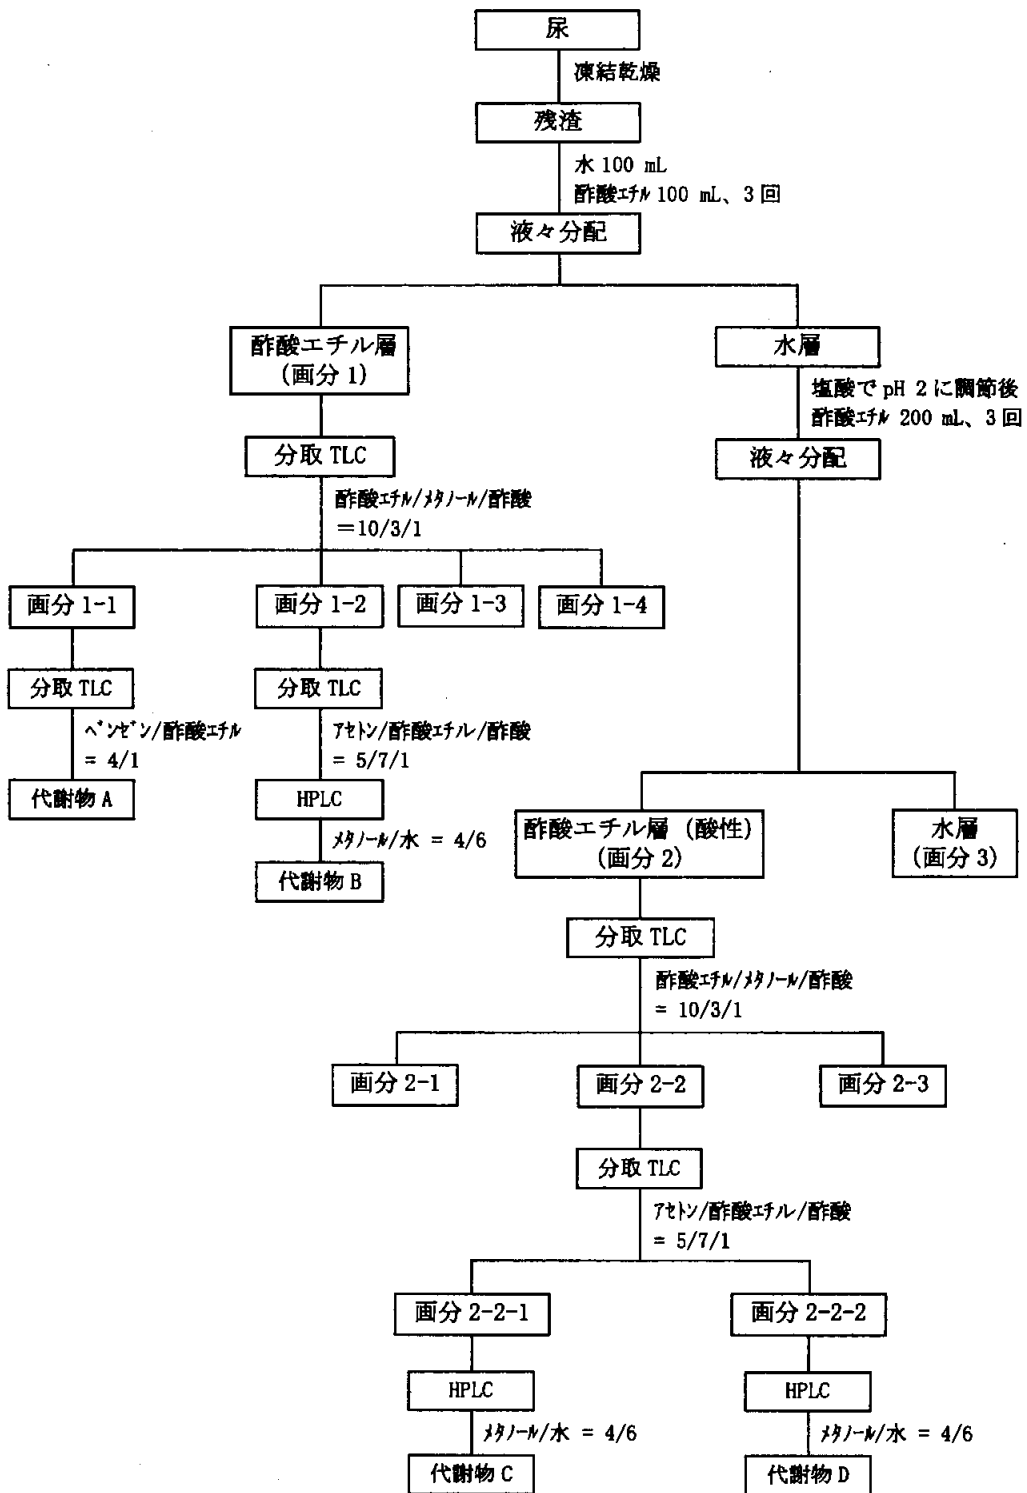 尿
凍結乾燥
残渣
水 100 mL
酢酸ｴﾁﾙ 100 mL、3 回
液々分配
酢酸エチル層
(画分 1)
水層
塩酸で pH 2 に調節後
酢酸ｴﾁﾙ 200 mL、3 回
分取 TLC
液々分配
酢酸ｴﾁﾙ/ﾒﾀﾉｰﾙ/酢酸
＝10/3/1
画分 1-1
画分 1-2
画分 1-3
画分 1-4
分取 TLC
分取 TLC
ﾍﾞﾝｾﾞﾝ/酢酸ｴﾁﾙ
= 4/1
ｱｾﾄﾝ/酢酸ｴﾁﾙ/酢酸
= 5/7/1
代謝物 A
HPLC
ﾒﾀﾉｰﾙ/水 = 4/6
代謝物 B
酢酸エチル層 (酸性)
(画分 2)
水層
(画分 3)
分取 TLC
酢酸ｴﾁﾙ/ﾒﾀﾉｰﾙ/酢酸
= 10/3/1
画分 2-1
画分 2-2
画分 2-3
分取 TLC
ｱｾﾄﾝ/酢酸ｴﾁﾙ/酢酸
= 5/7/1
画分 2-2-1
画分 2-2-2
HPLC
HPLC
ﾒﾀﾉｰﾙ/水 = 4/6
ﾒﾀﾉｰﾙ/水 = 4/6
代謝物 C
代謝物 D